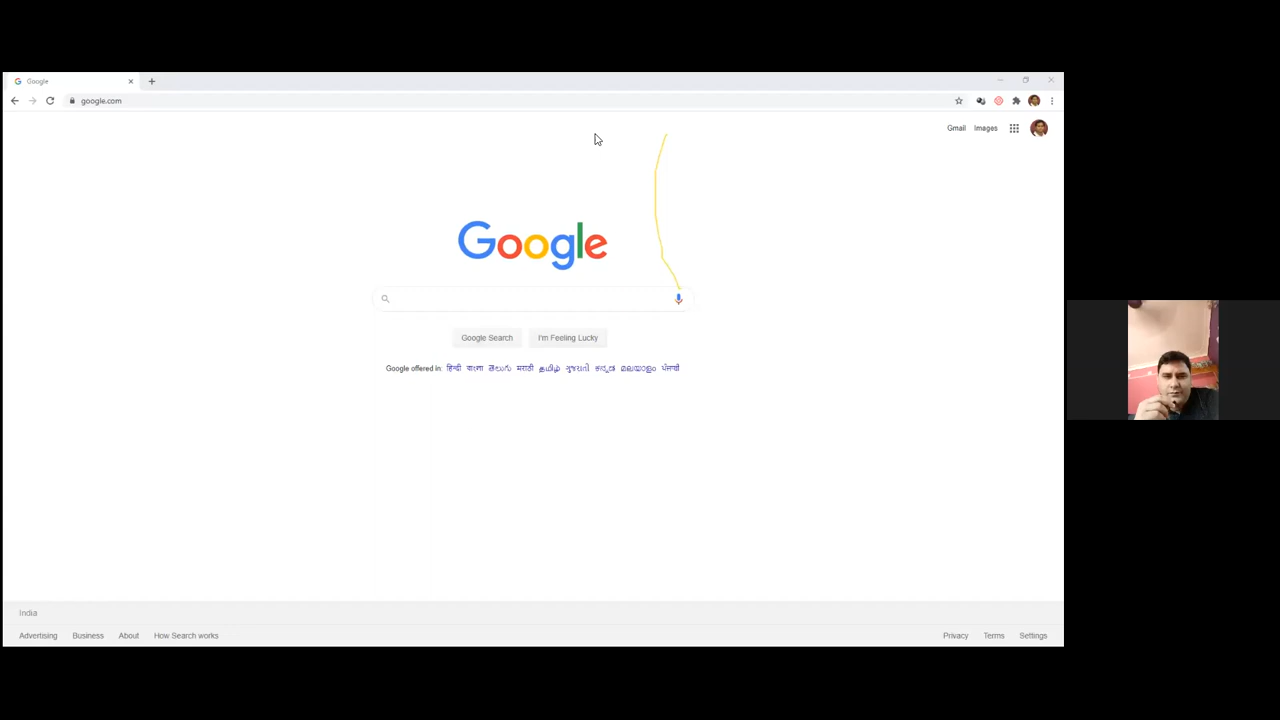 Google
google.com
Gmail Images
Google
Google Search I'm Feeling Lucky
Google offered in: हिन्दी বাংলা తెలుగు मराठी தமிழ் ગુજરાતી ಕನ್ನಡ മലയാളം ਪੰਜਾਬੀ
India
Advertising Business About How Search works Privacy Terms Settings